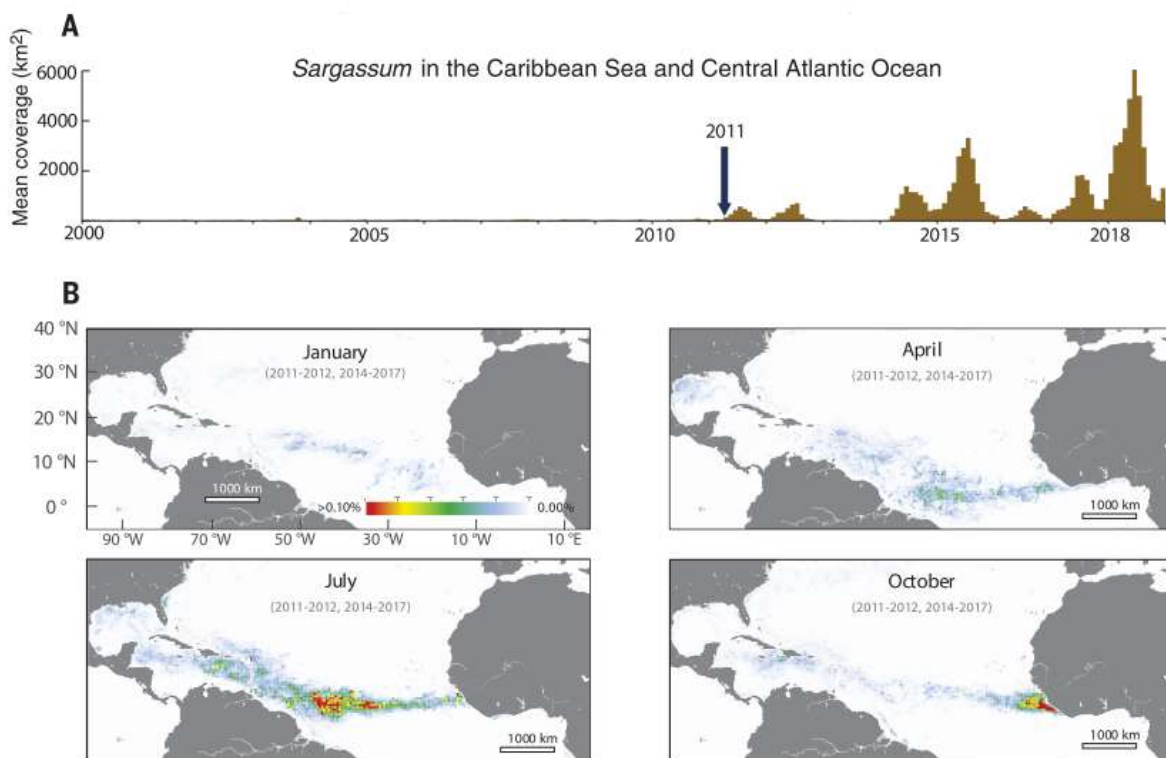 A
Sargassum in the Caribbean Sea and Central Atlantic Ocean
Mean coverage (km²)
6000
4000
2000
2011
2000
2005
2010
2015
2018
B
40 °N
30 °N
20 °N
10 °N
0 °
January
(2011-2012, 2014-2017)
1000 km
>0.10%
0.00%
90 °W
70 °W
50 °W
30 °W
10 °W
10 °E
April
(2011-2012, 2014-2017)
1000 km
July
(2011-2012, 2014-2017)
1000 km
October
(2011-2012, 2014-2017)
1000 km